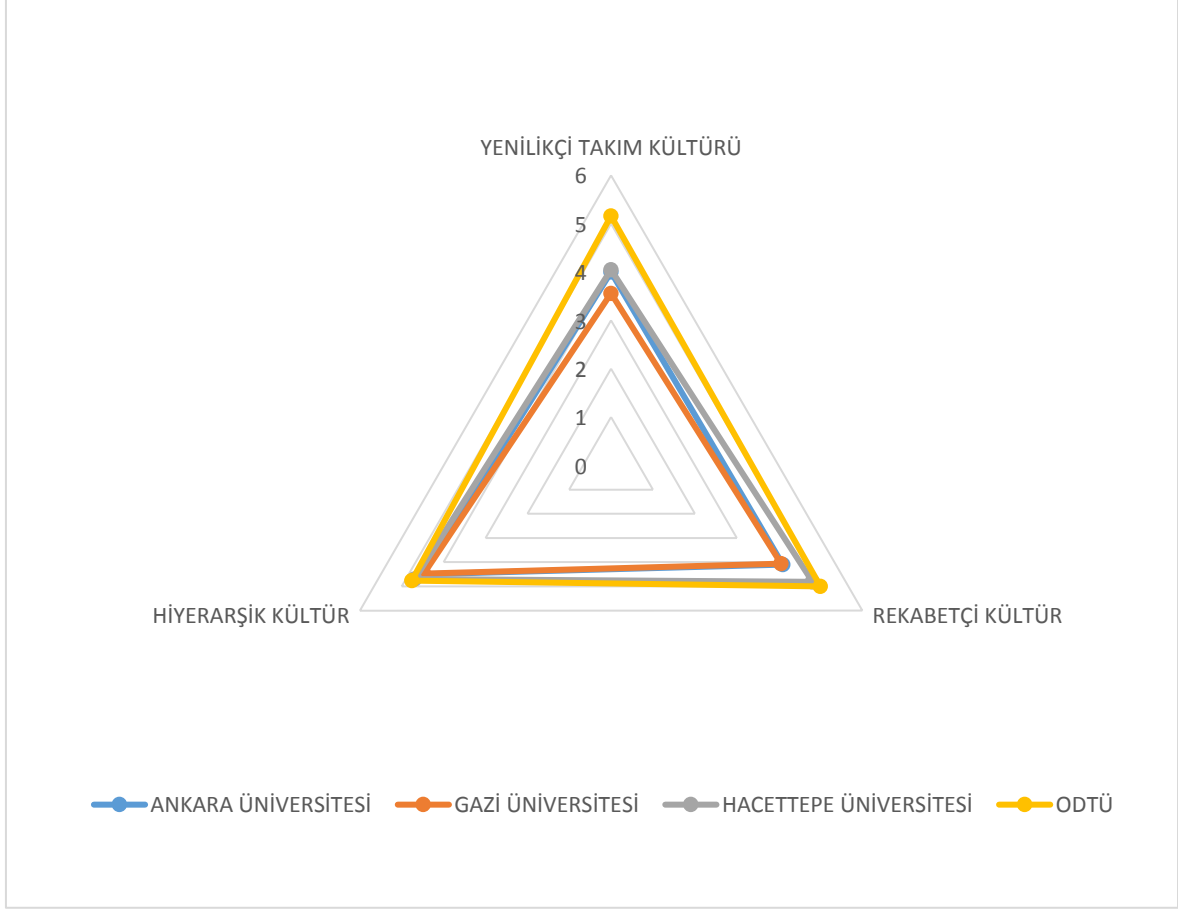 YENİLİKÇİ TAKIM KÜLTÜRÜ
6
5
4
3
2
1
0
HİYERARŞİK KÜLTÜR
REKABETÇİ KÜLTÜR
ANKARA ÜNİVERSİTESİ GAZİ ÜNİVERSİTESİ HACETTEPE ÜNİVERSİTESİ ODTÜ